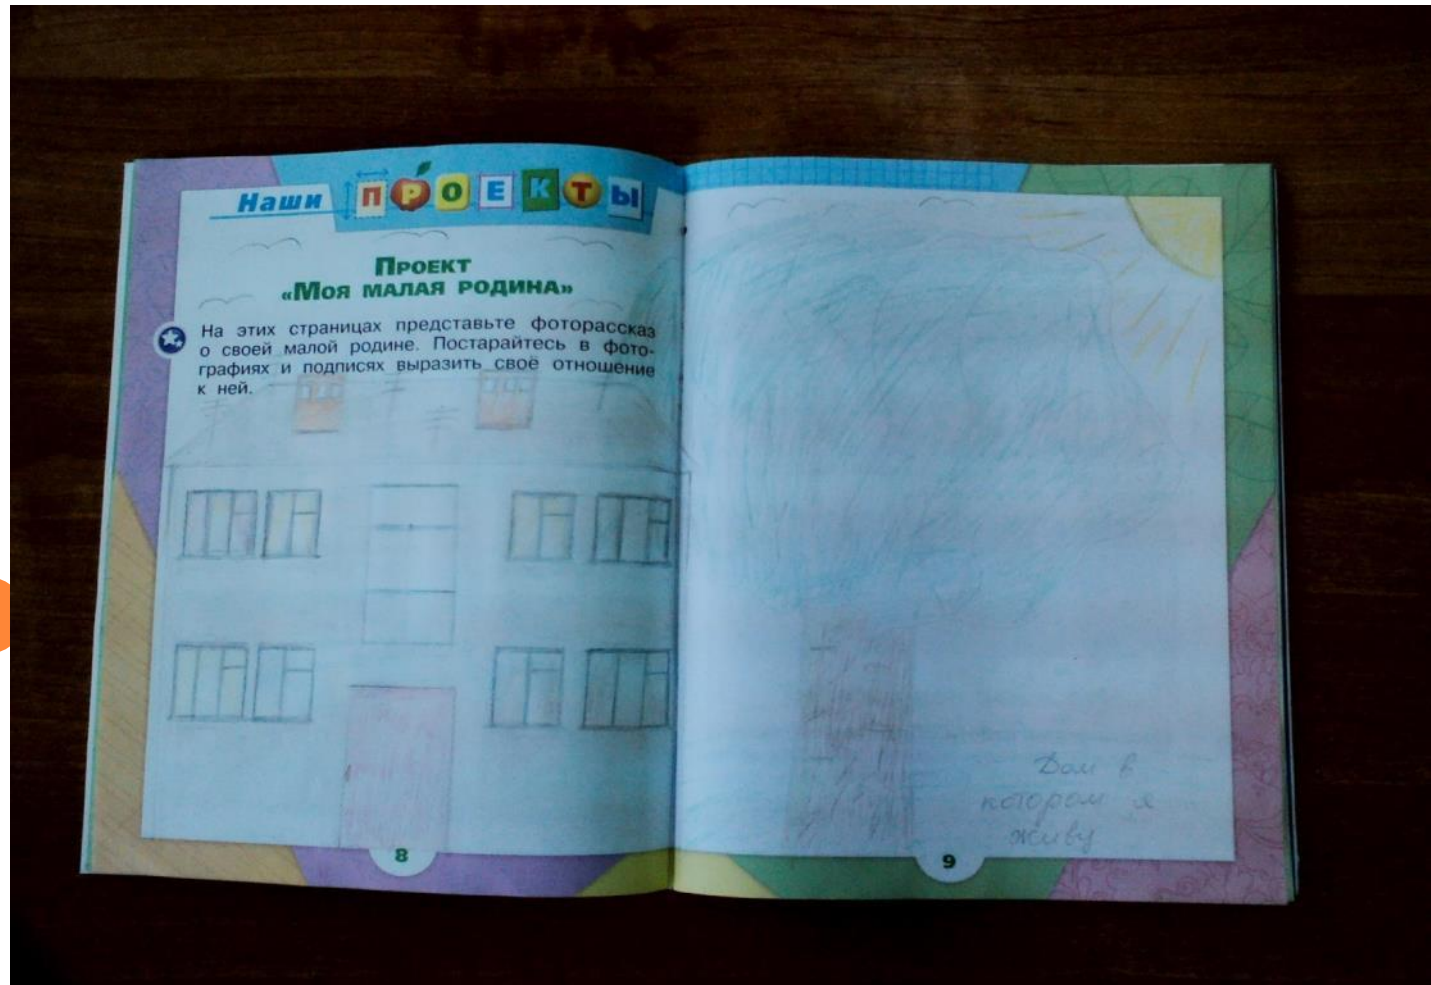 Наши ПРОЕКТЫ
ПРОЕКТ
«МОЯ МАЛАЯ РОДИНА»
На этих страницах представьте фоторассказ
о своей малой родине. Постарайтесь в фото-
графиях и подписях выразить своё отношение
к ней.
8
Дом в
котором я
живу
9